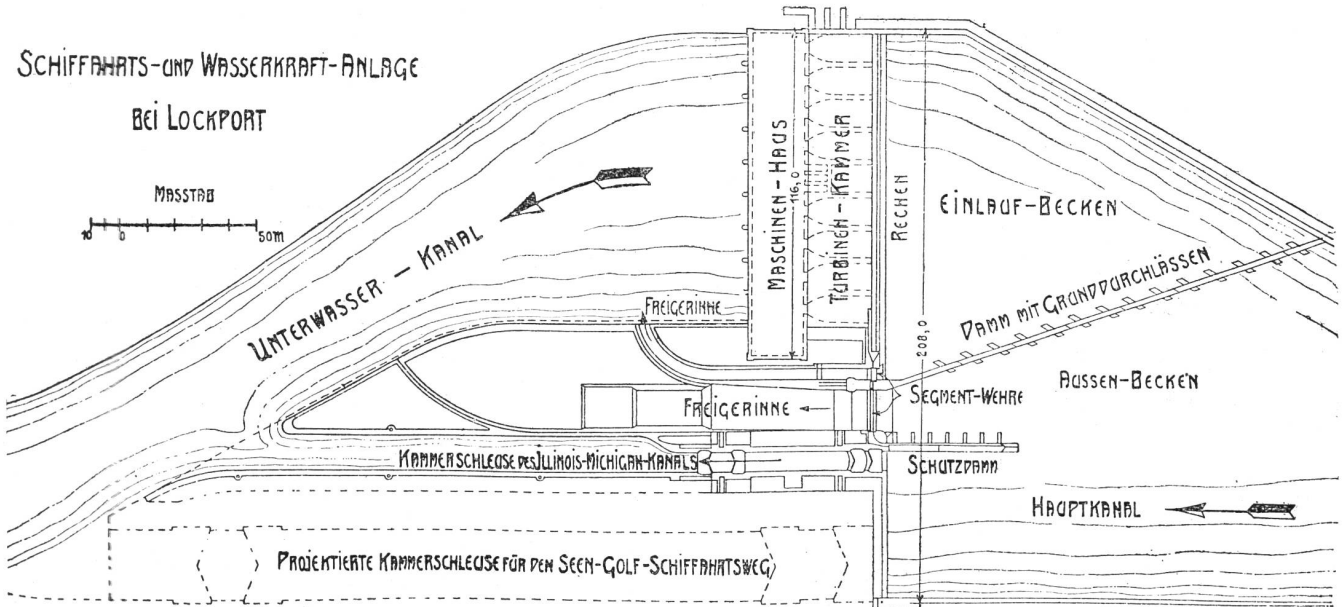 SCHIFFAHRTS-UND WASSERKRAFT-ANLAGE
BEI LOCKPORT
MASSTAB
10 0 50m
UNTERWASSER-KANAL
MASCHINEN-HAUS
116,0
TURBINEN-KAMMER
RECHEN
EINLAUF-BECKEN
DAMM MIT GRUNDDURCHLÄSSEN
208,0
FREIGERINNE
AUSSEN-BECKEN
SEGMENT-WEHRE
FREIGERINNE
KAMMERSCHLEUSE DES ILLINOIS-MICHIGAN-KANALS
SCHUTZDAMM
HAUPTKANAL
PROJEKTIERTE KAMMERSCHLEUSE FÜR DEN SEEN-GOLF-SCHIFFAHRTSWEG